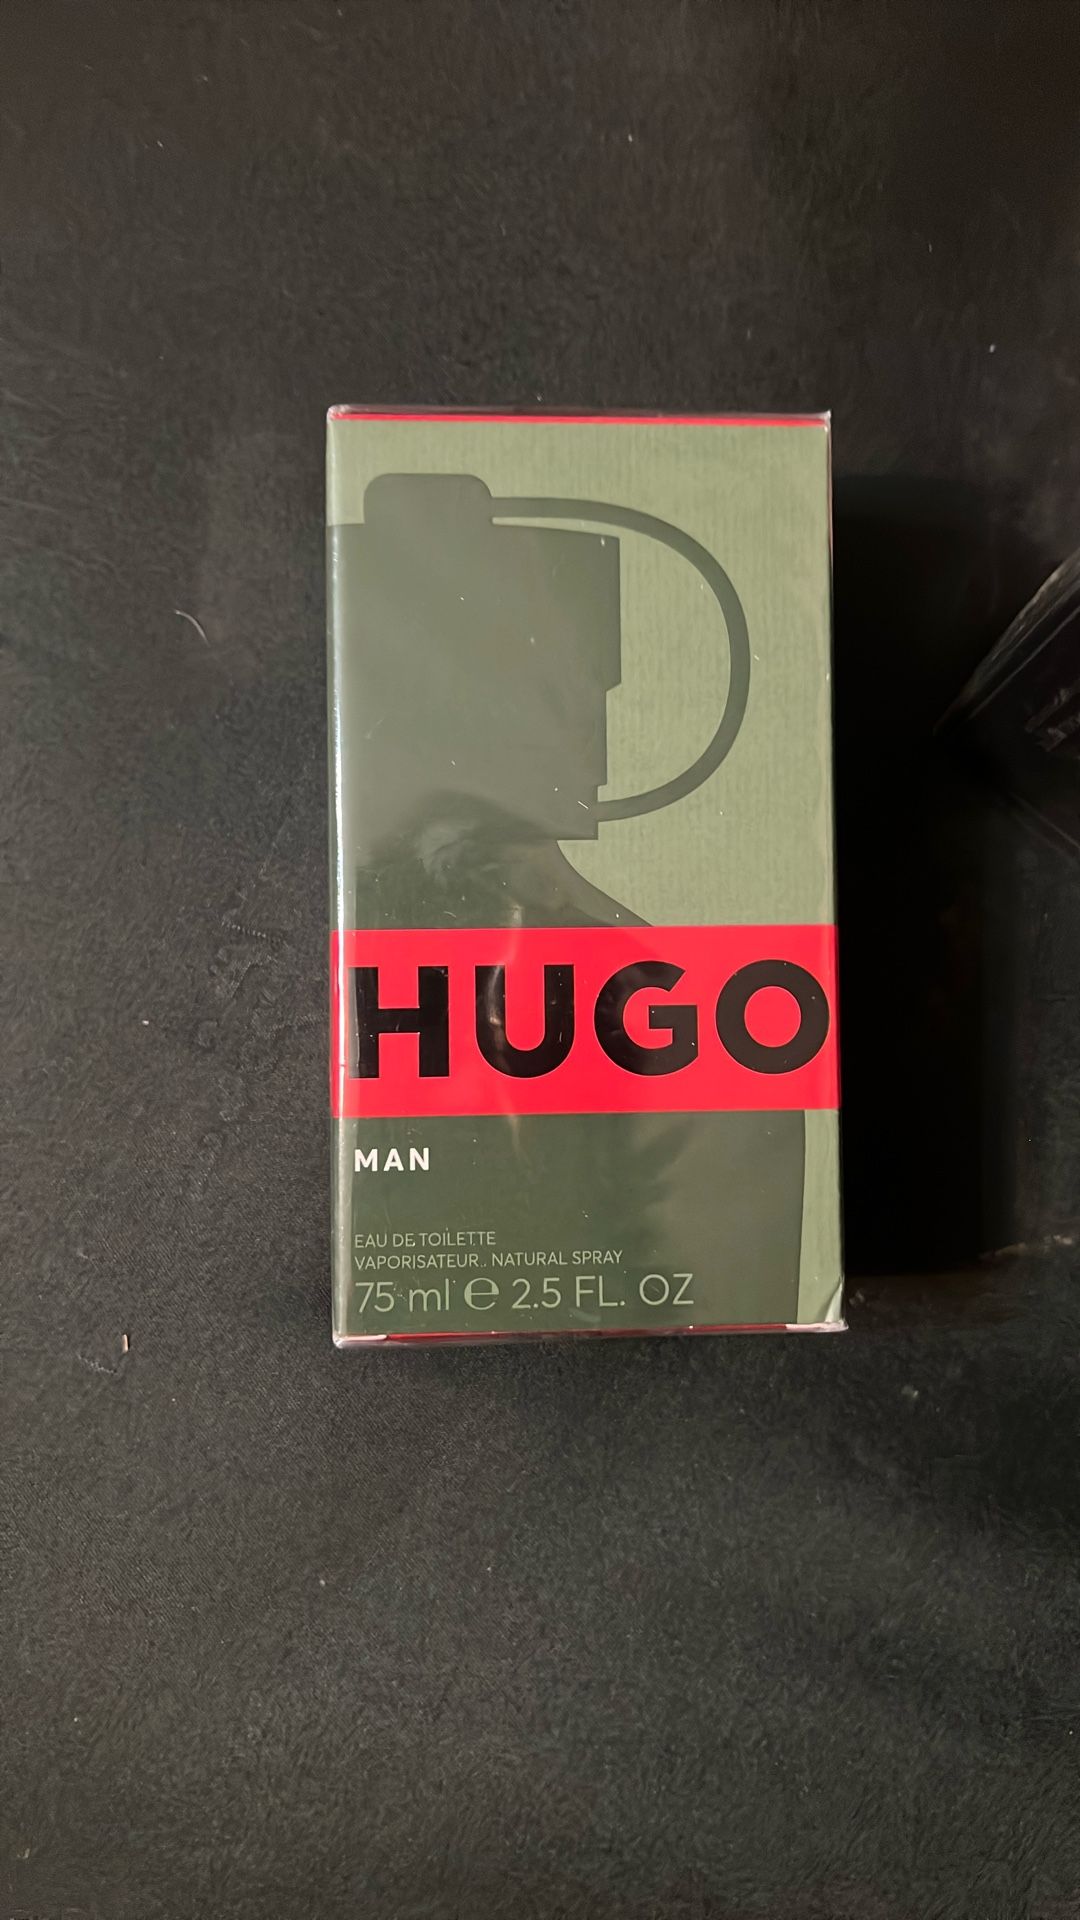 HUGO
MAN
EAU DE TOILETTE
VAPORISATEUR. NATURAL SPRAY
75 ml ℮ 2.5 FL. OZ